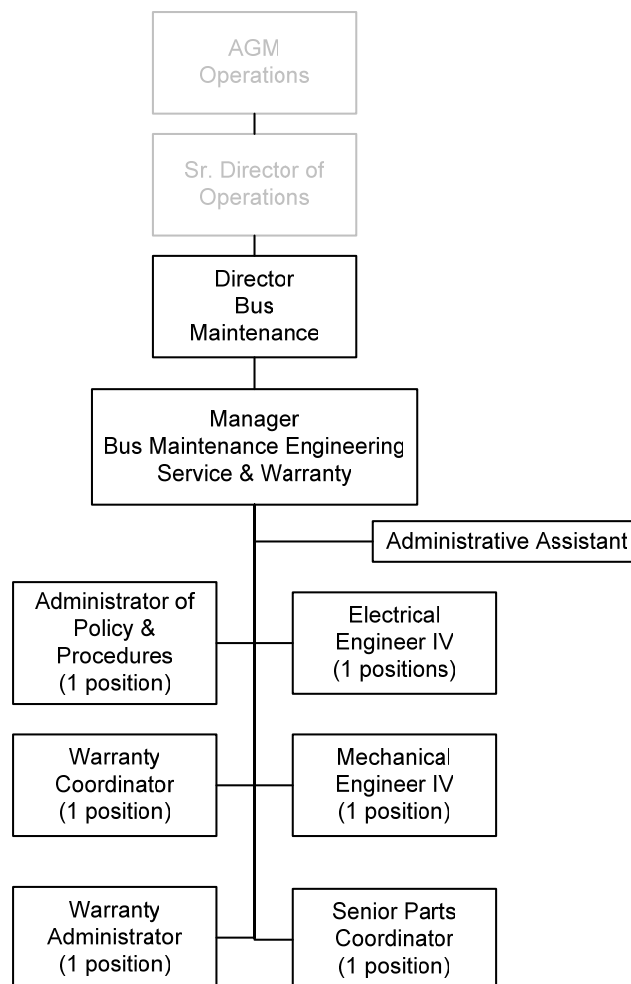 AGM
Operations
Sr. Director of
Operations
Director
Bus
Maintenance
Manager
Bus Maintenance Engineering
Service & Warranty
Administrative Assistant
Administrator of
Policy &
Procedures
(1 position)
Electrical
Engineer IV
(1 positions)
Warranty
Coordinator
(1 position)
Mechanical
Engineer IV
(1 position)
Warranty
Administrator
(1 position)
Senior Parts
Coordinator
(1 position)